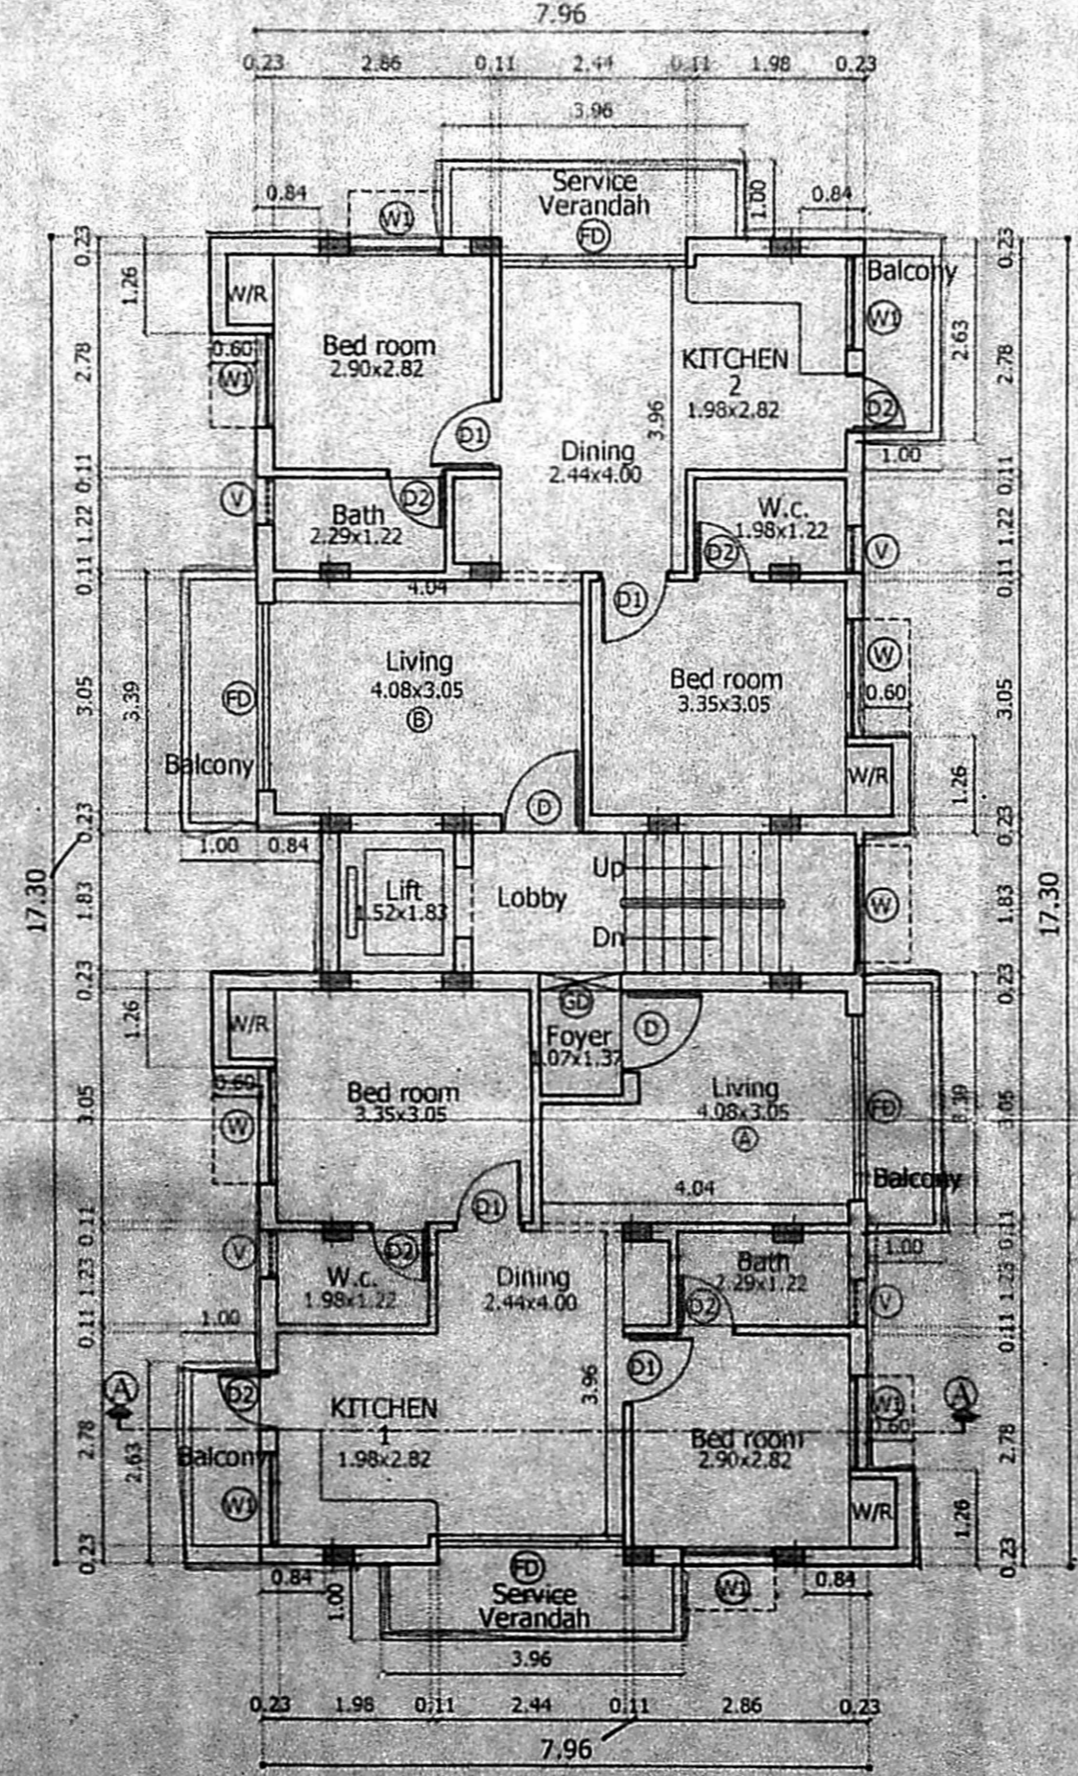 7.96
0.23 2.86 0.11 2.44 0.11 1.98 0.23
3.96
Service
Verandah
FD
1.00
0.84
0.84
W1
0.23
1.26
W/R
0.60
W1
2.78
Bed room
2.90x2.82
D1
KITCHEN
2
1.98x2.82
3.96
Dining
2.44x4.00
Balcony
W1
D2
2.63
1.00
0.23
2.78
0.11
V
1.22
D2
Bath
2.29x1.22
W.c.
1.98x1.22
D2
V
0.11
1.22
0.11
0.11
4.04
D1
Living
4.08x3.05
B
FD
Balcony
3.39
3.05
Bed room
3.35x3.05
W
0.60
3.05
W/R
1.26
D
0.23
0.23
1.00 0.84
17.30
1.83
Lift
1.52x1.83
Lobby
Up
Dn
W
1.83
17.30
0.23
0.23
1.26
W/R
GD
Foyer
1.07x1.37
D
0.60
3.05
Bed room
3.35x3.05
W
Living
4.08x3.05
A
FD
3.39
3.05
4.04
Balcony
D1
0.11
0.11
V
1.23
D2
W.c.
1.98x1.22
Dining
2.44x4.00
Bath
2.29x1.22
D2
V
1.00
1.23
0.11
0.11
1.00
A
D2
D1
3.96
W1
0.60
A
KITCHEN
1
1.98x2.82
Bed room
2.90x2.82
2.78
2.63
Balcony
W1
2.78
W/R
1.26
0.23
0.23
0.84
1.00
FD
Service
Verandah
W1
0.84
3.96
0.23 1.98 0.11 2.44 0.11 2.86 0.23
7.96